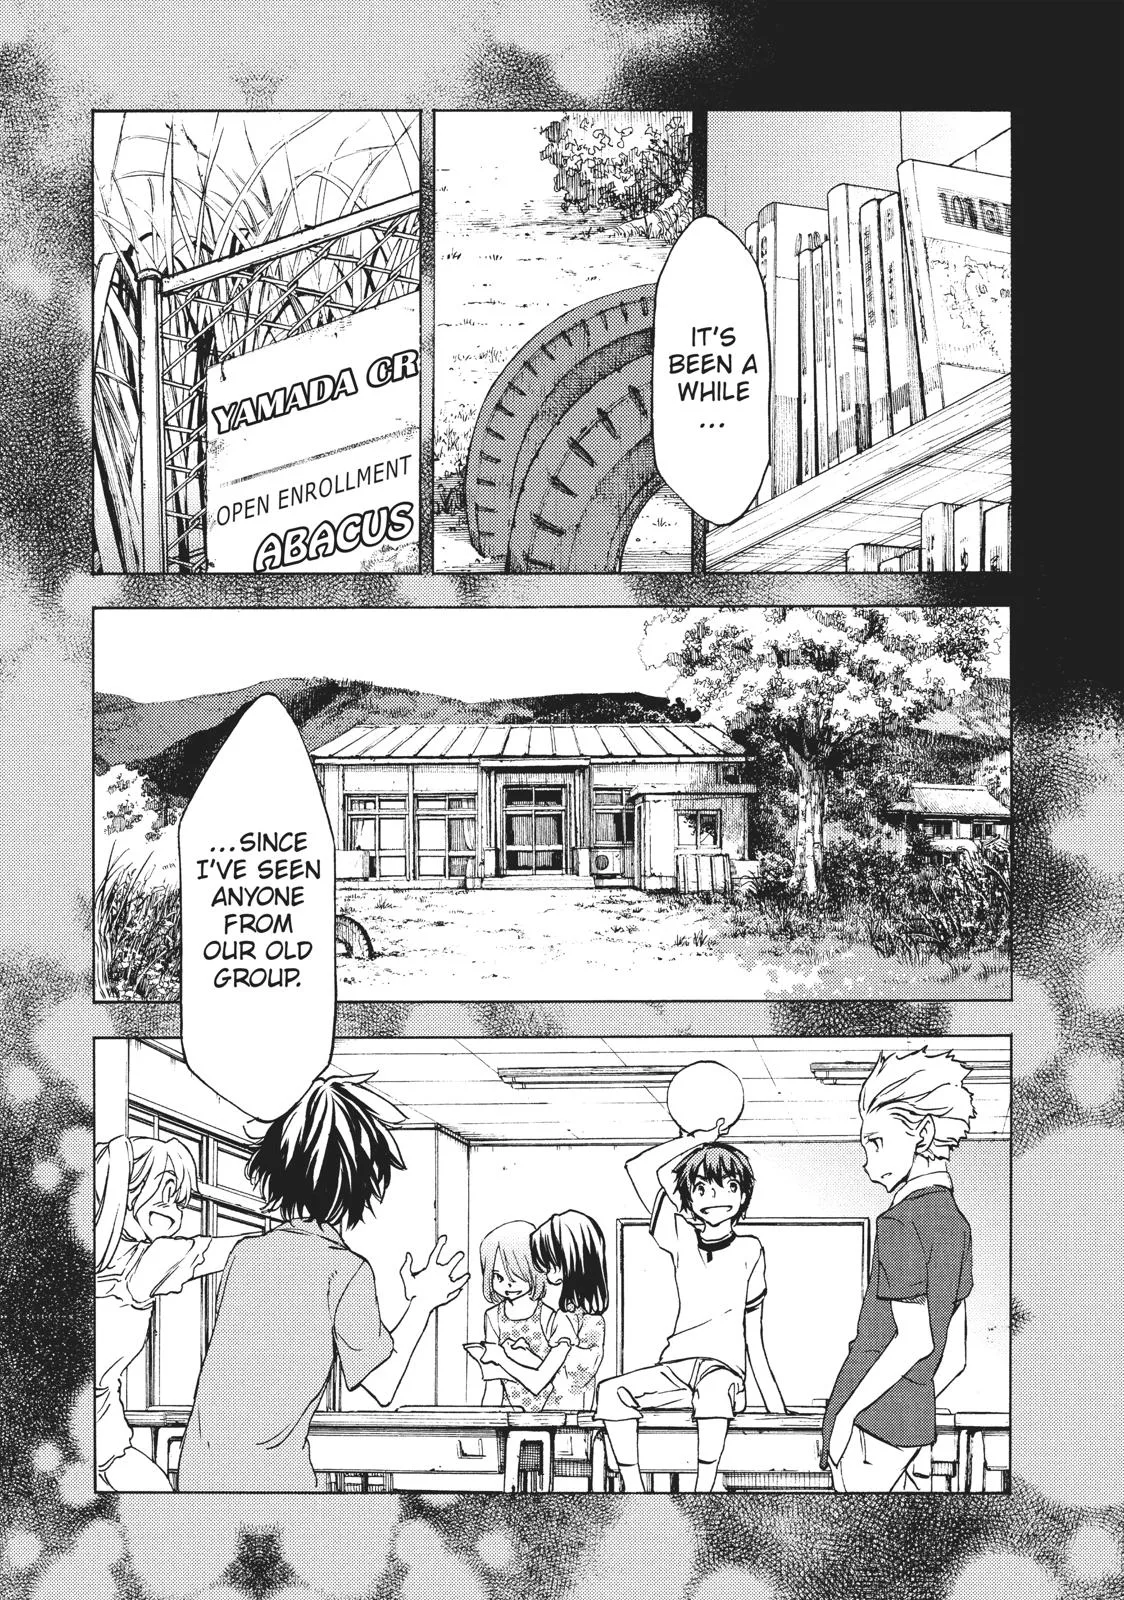 IT'S
BEEN A
WHILE
...
YAMADA CR
OPEN ENROLLMENT
ABACUS
...SINCE
I'VE SEEN
ANYONE
FROM
OUR OLD
GROUP.